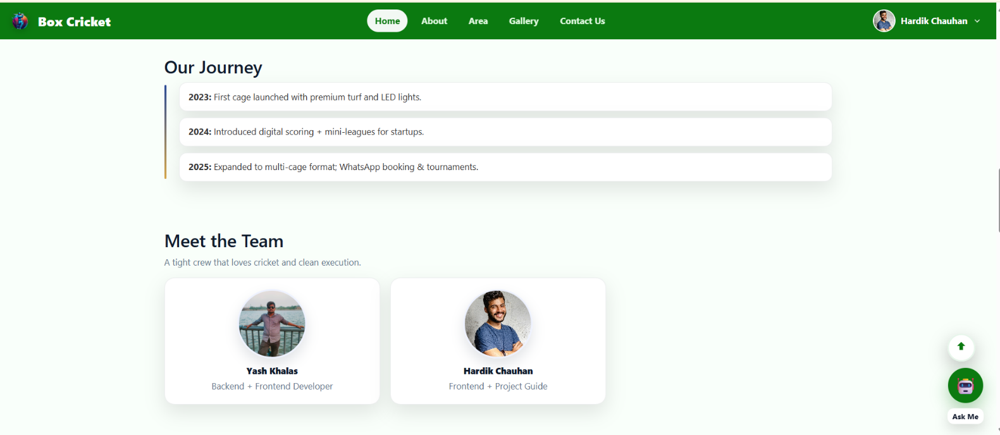 Box Cricket
Home About Area Gallery Contact Us
Hardik Chauhan
Our Journey
2023: First cage launched with premium turf and LED lights.
2024: Introduced digital scoring + mini-leagues for startups.
2025: Expanded to multi-cage format; WhatsApp booking & tournaments.
Meet the Team
A tight crew that loves cricket and clean execution.
Yash Khalas
Backend + Frontend Developer
Hardik Chauhan
Frontend + Project Guide
Ask Me